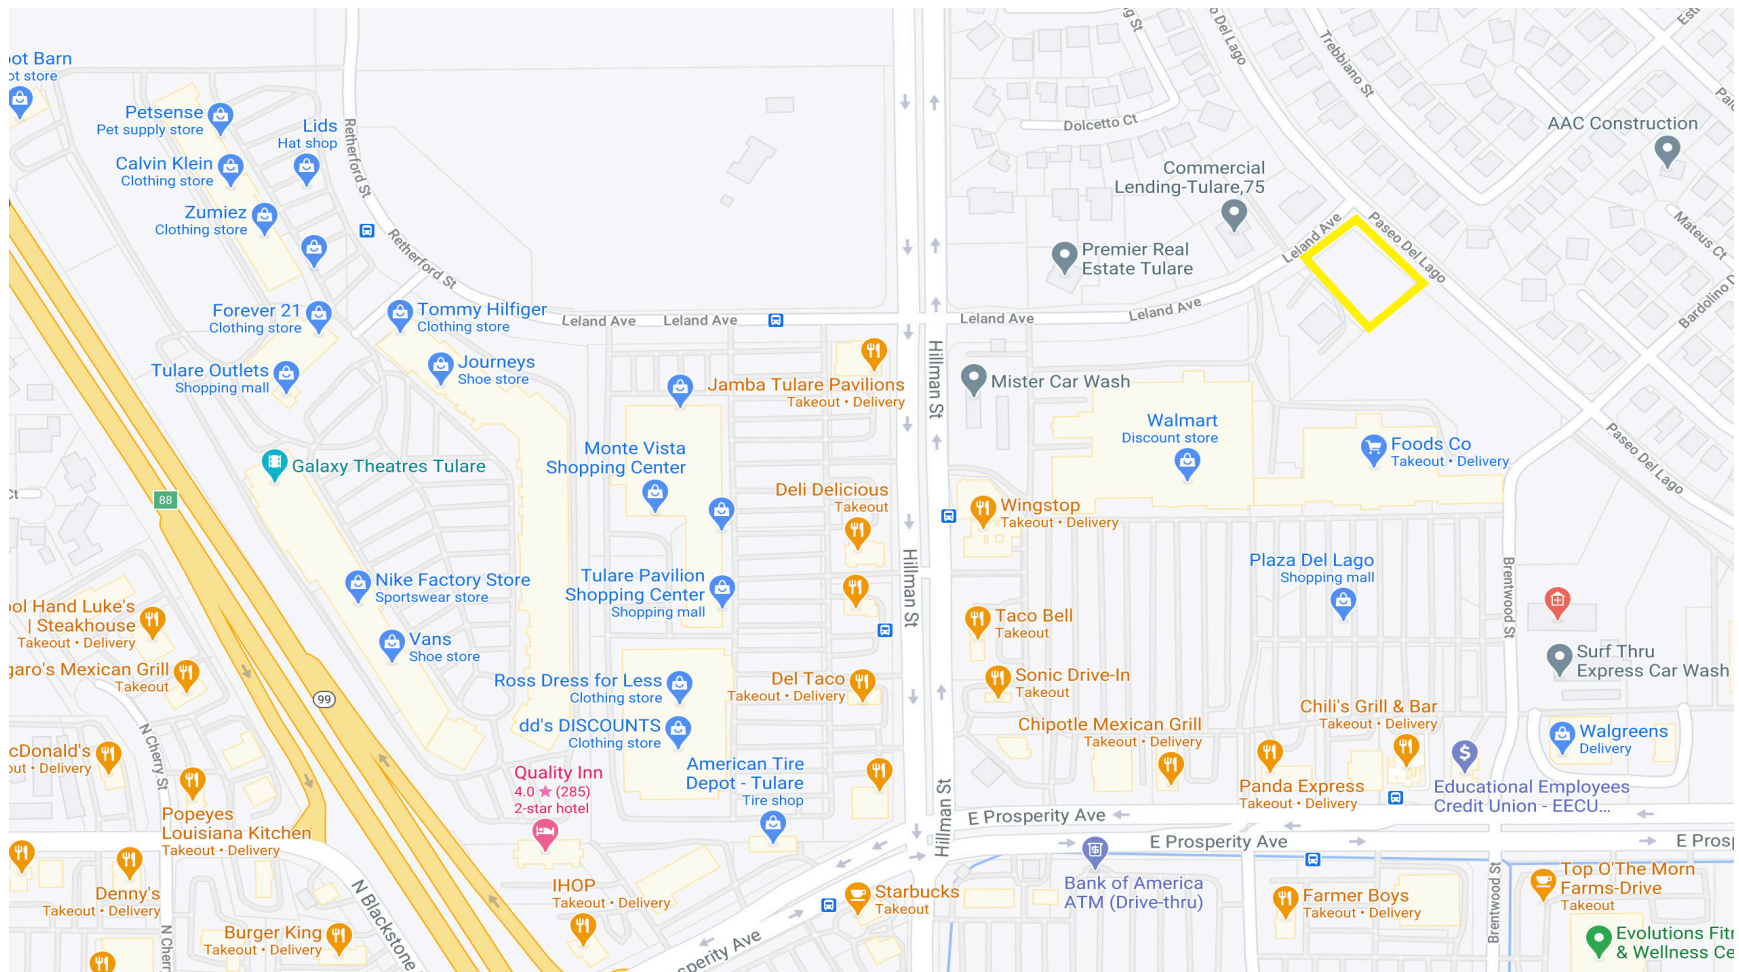 oot Barn
ot store
Petsense
Pet supply store
Lids
Hat shop
Calvin Klein
Clothing store
Zumiez
Clothing store
Retherford St
Retherford St
Forever 21
Clothing store
Tommy Hilfiger
Clothing store
Tulare Outlets
Shopping mall
Journeys
Shoe store
Leland Ave
Leland Ave
Leland Ave
Leland Ave
Leland Ave
Dolcetto Ct
g St
o Del Lago
Trebbiano St
AAC Construction
Commercial
Lending-Tulare,75
Premier Real
Estate Tulare
Paseo Del Lago
Mateus Ct
Bardolino D
Jamba Tulare Pavilions
Takeout • Delivery
Hillman St
Mister Car Wash
Walmart
Discount store
Foods Co
Takeout • Delivery
Paseo Del Lago
Monte Vista
Shopping Center
Galaxy Theatres Tulare
Ct
88
Deli Delicious
Takeout
Wingstop
Takeout • Delivery
Hillman St
Plaza Del Lago
Shopping mall
Brentwood St
Nike Factory Store
Sportswear store
Tulare Pavilion
Shopping Center
Shopping mall
ool Hand Luke's
| Steakhouse
Takeout • Delivery
Taco Bell
Takeout
Vans
Shoe store
garo's Mexican Grill
Takeout
99
Ross Dress for Less
Clothing store
Del Taco
Takeout • Delivery
Sonic Drive-In
Takeout
Surf Thru
Express Car Wash
dd's DISCOUNTS
Clothing store
Chipotle Mexican Grill
Takeout • Delivery
Chili's Grill & Bar
Takeout • Delivery
Walgreens
Delivery
N Cherry St
cDonald's
out • Delivery
Quality Inn
4.0 ★ (285)
2-star hotel
American Tire
Depot - Tulare
Tire shop
Hillman St
Panda Express
Takeout • Delivery
Educational Employees
Credit Union - EECU...
Popeyes
Louisiana Kitchen
Takeout • Delivery
E Prosperity Ave
E Prosperity Ave
E Prosp
Denny's
Takeout • Delivery
N Blackstone
IHOP
Takeout • Delivery
Starbucks
Takeout
Bank of America
ATM (Drive-thru)
Farmer Boys
Takeout • Delivery
Brentwood St
Top O'The Morn
Farms-Drive
Takeout
N Cher
Burger King
Takeout • Delivery
sperity Ave
Evolutions Fit
& Wellness Ce